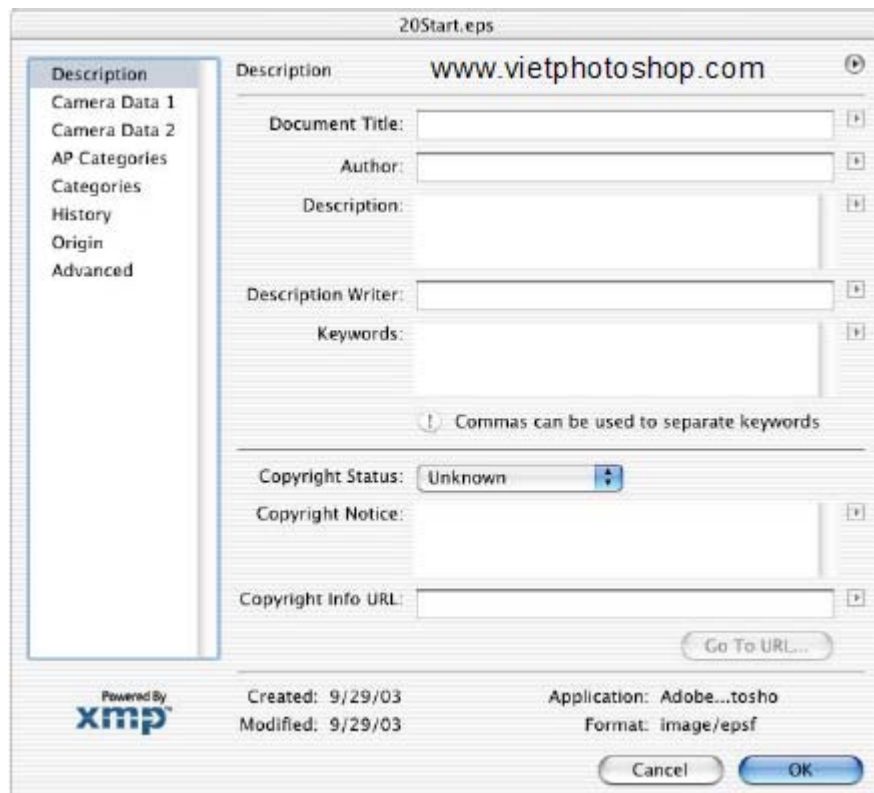 20Start.eps
Description
Camera Data 1
Camera Data 2
AP Categories
Categories
History
Origin
Advanced
Description
www.vietphotoshop.com
Document Title:
Author:
Description:
Description Writer:
Keywords:
! Commas can be used to separate keywords
Copyright Status: Unknown
Copyright Notice:
Copyright Info URL:
Go To URL...
Powered By
xmp™
Created: 9/29/03
Modified: 9/29/03
Application: Adobe...tosho
Format: image/epsf
Cancel
OK